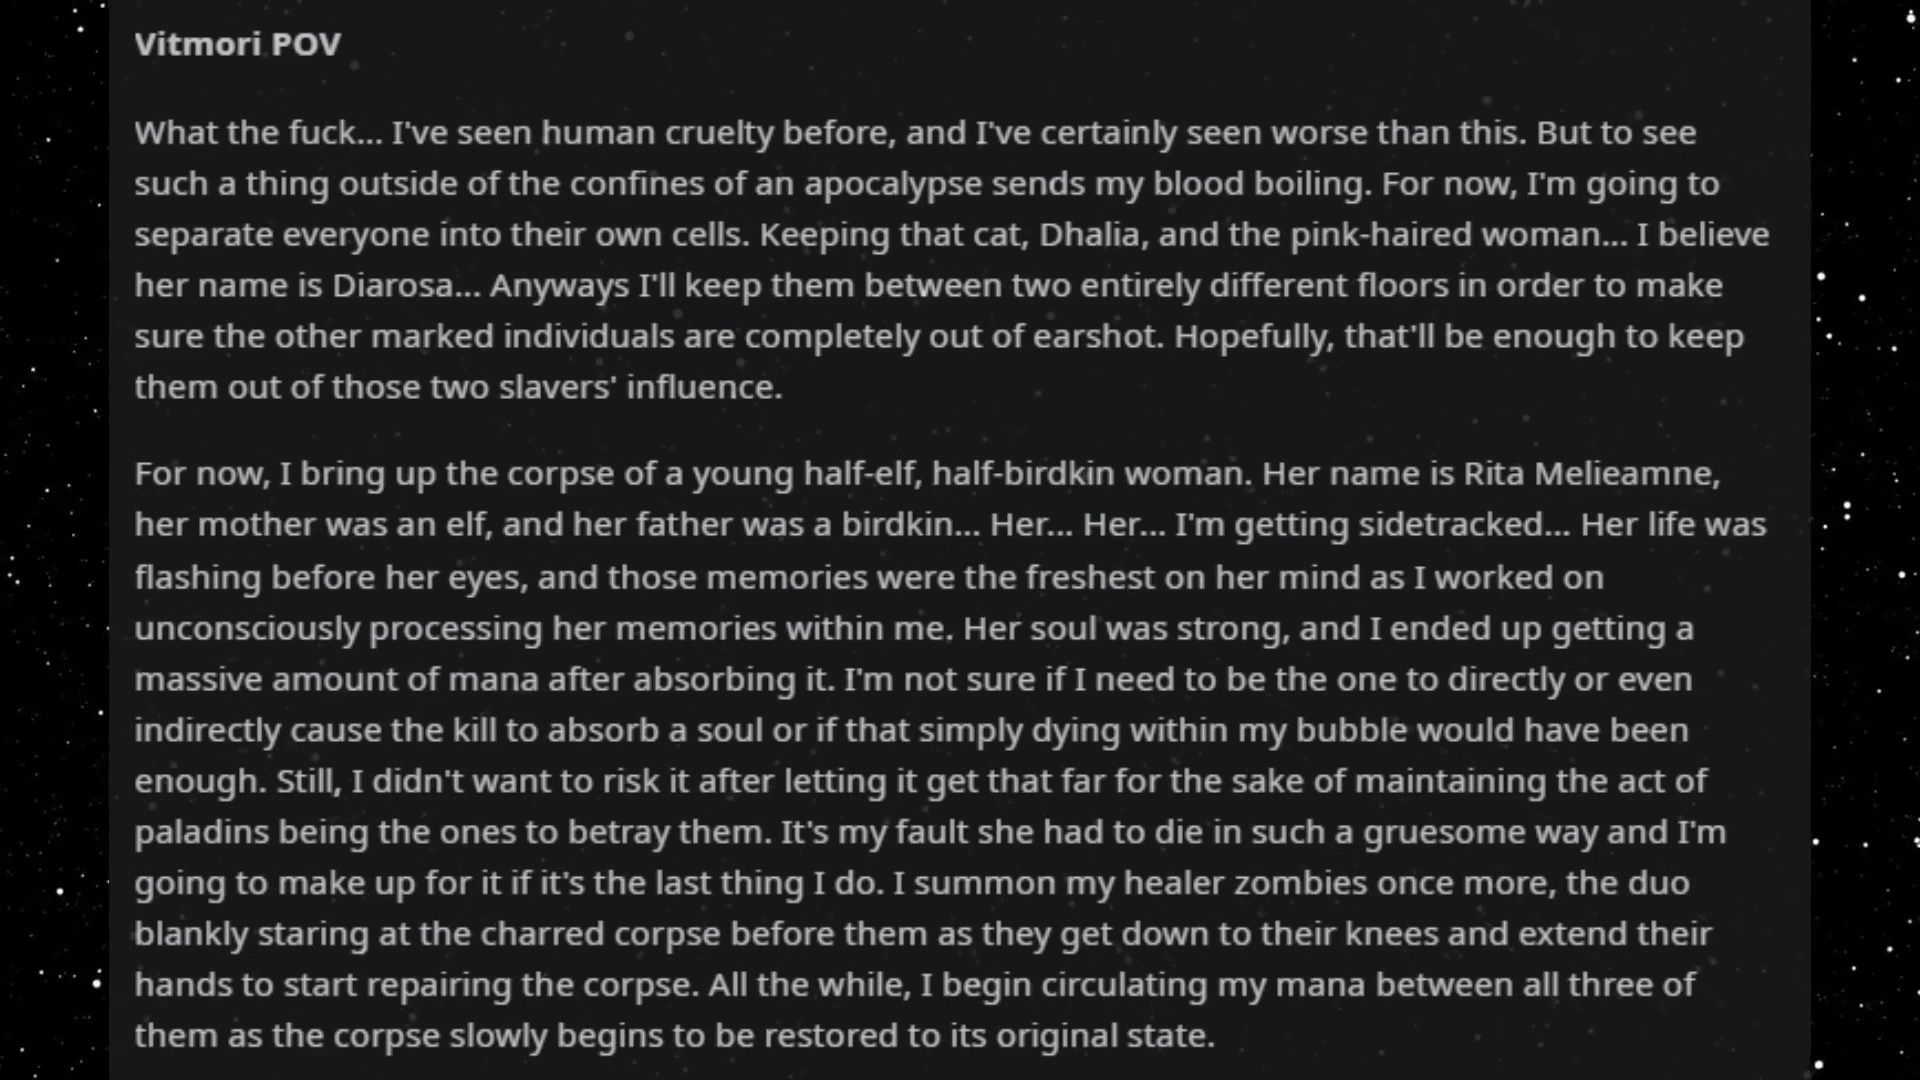 Vitmori POV
What the fuck... I've seen human cruelty before, and I've certainly seen worse than this. But to see
such a thing outside of the confines of an apocalypse sends my blood boiling. For now, I'm going to
separate everyone into their own cells. Keeping that cat, Dhalia, and the pink-haired woman... I believe
her name is Diarosa... Anyways I'll keep them between two entirely different floors in order to make
sure the other marked individuals are completely out of earshot. Hopefully, that'll be enough to keep
them out of those two slavers' influence.
For now, I bring up the corpse of a young half-elf, half-birdkin woman. Her name is Rita Melieamne,
her mother was an elf, and her father was a birdkin... Her... Her... I'm getting sidetracked... Her life was
flashing before her eyes, and those memories were the freshest on her mind as I worked on
unconsciously processing her memories within me. Her soul was strong, and I ended up getting a
massive amount of mana after absorbing it. I'm not sure if I need to be the one to directly or even
indirectly cause the kill to absorb a soul or if that simply dying within my bubble would have been
enough. Still, I didn't want to risk it after letting it get that far for the sake of maintaining the act of
paladins being the ones to betray them. It's my fault she had to die in such a gruesome way and I'm
going to make up for it if it's the last thing I do. I summon my healer zombies once more, the duo
blankly staring at the charred corpse before them as they get down to their knees and extend their
hands to start repairing the corpse. All the while, I begin circulating my mana between all three of
them as the corpse slowly begins to be restored to its original state.